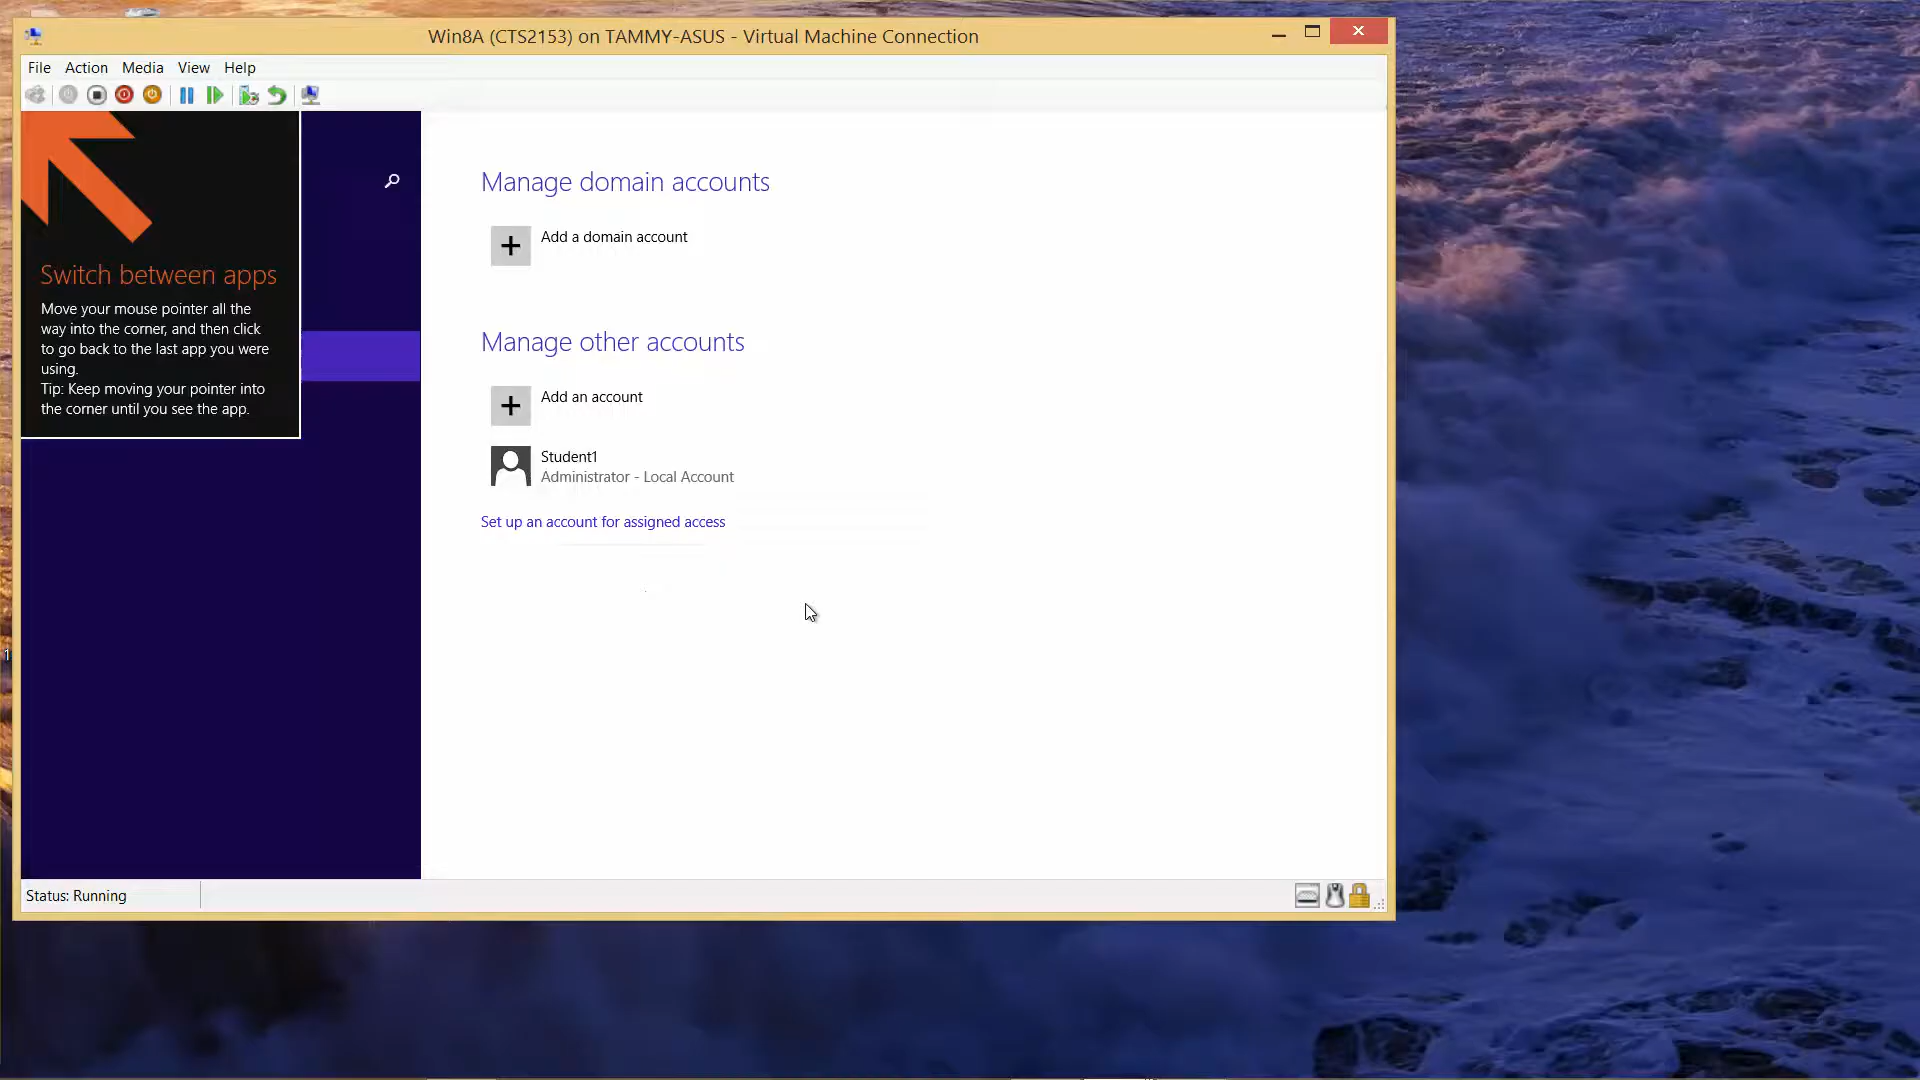 Win8A (CTS2153) on TAMMY-ASUS - Virtual Machine Connection
File Action Media View Help
Switch between apps
Move your mouse pointer all the
way into the corner, and then click
to go back to the last app you were
using.
Tip: Keep moving your pointer into
the corner until you see the app.
Manage domain accounts
Add a domain account
Manage other accounts
Add an account
Student1
Administrator - Local Account
Set up an account for assigned access
1
Status: Running